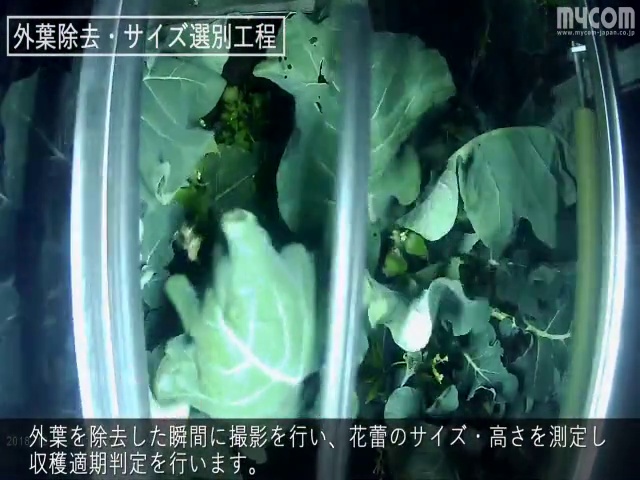 外葉除去・サイズ選別工程
mycom
www.mycom-japan.co.jp
外葉を除去した瞬間に撮影を行い、花蕾のサイズ・高さを測定し
収穫適期判定を行います。